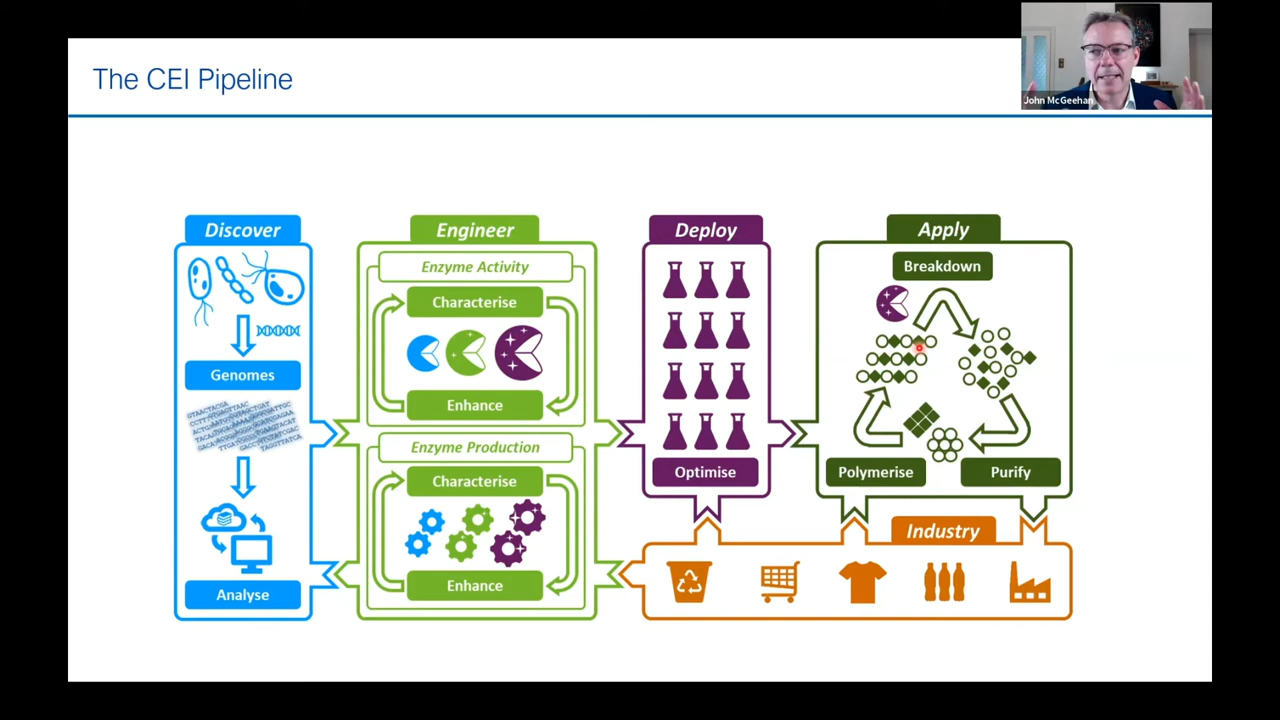 The CEI Pipeline
John McGeehan
Discover
Genomes
Analyse
Engineer
Enzyme Activity
Characterise
Enhance
Enzyme Production
Characterise
Enhance
Deploy
Optimise
Apply
Breakdown
Polymerise
Purify
Industry